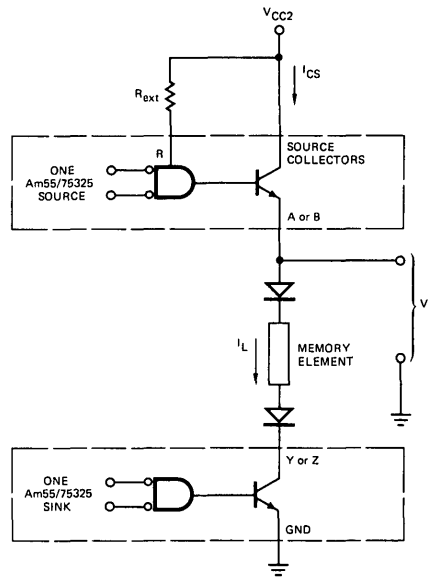 VCC2
ICS
Rext
R
SOURCE
COLLECTORS
ONE
Am55/75325
SOURCE
A or B
V
IL
MEMORY
ELEMENT
Y or Z
ONE
Am55/75325
SINK
GND